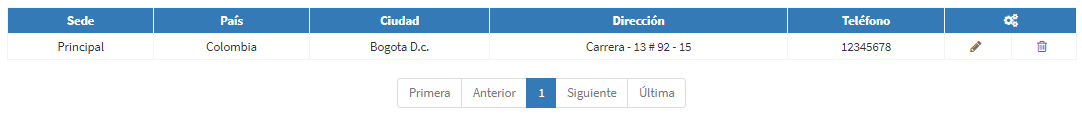 Sede País Ciudad Dirección Teléfono
Principal Colombia Bogota D.c. Carrera - 13 # 92 - 15 12345678
Primera Anterior 1 Siguiente Última